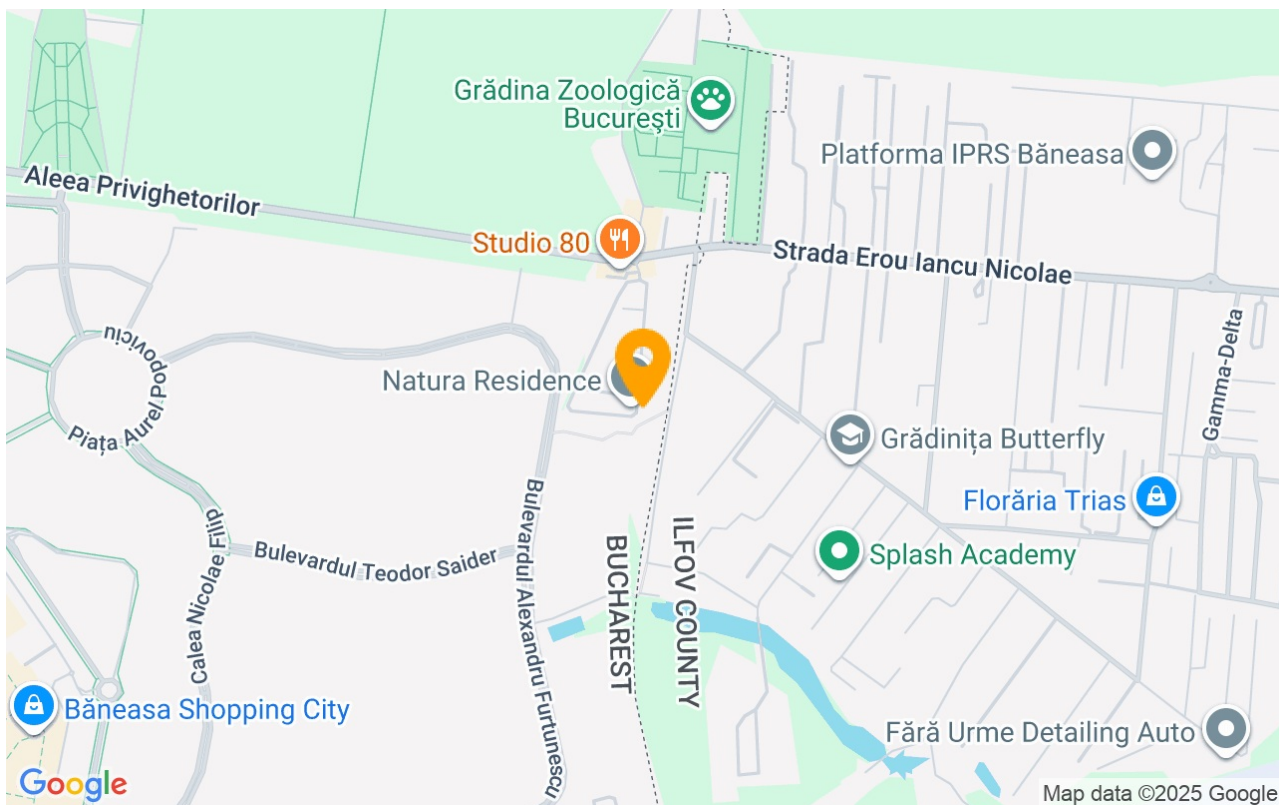 Grădina Zoologică
Bucureşti
Platforma IPRS Băneasa
Aleea Privighetorilor
Studio 80
Strada Erou Iancu Nicolae
Piața Aurel Popoviciu
Natura Residence
Gamma-Delta
Grădinița Butterfly
Florăria Trias
Calea Nicolae Filip
Bulevardul Teodor Saider
Bulevardul Alexandru Furtunescu
BUCHAREST
ILFOV COUNTY
Splash Academy
Băneasa Shopping City
Fără Urme Detailing Auto
Google
Map data ©2025 Google